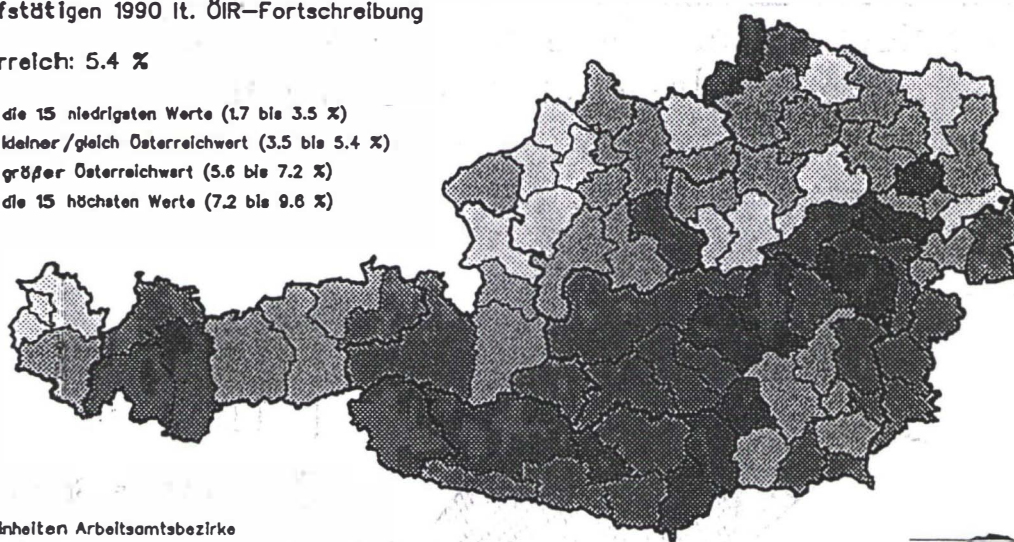 fstätigen 1990 lt. ÖIR-Fortschreibung
rreich: 5.4 %
die 15 niedrigsten Werte (1.7 bis 3.5 %)
kleiner/gleich Österreichwert (3.5 bis 5.4 %)
größer Österreichwert (5.6 bis 7.2 %)
die 15 höchsten Werte (7.2 bis 9.6 %)
inheiten Arbeitsamtsbezirke